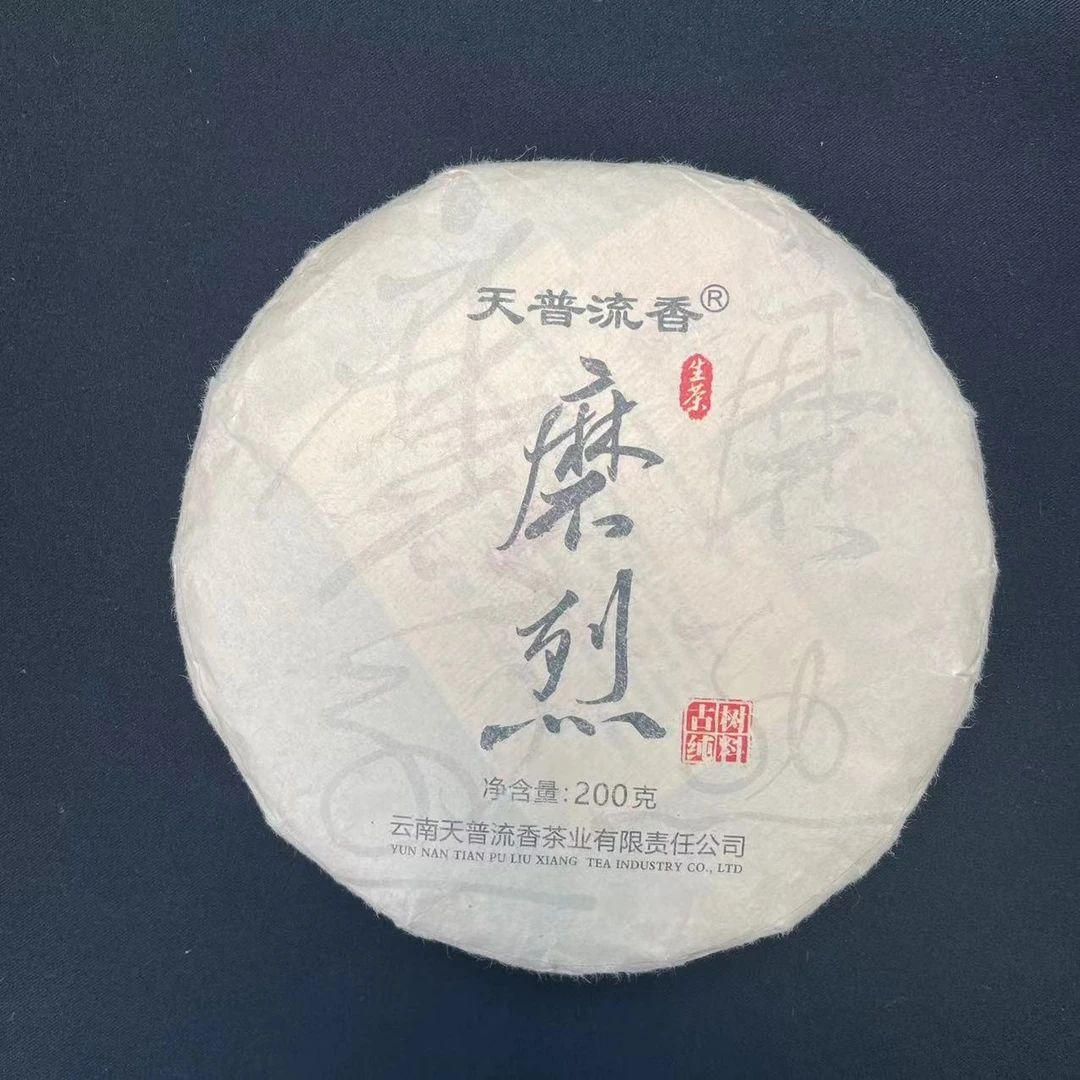 天普流香®
生茶
磨烈
古树
纯料
净含量:200克
云南天普流香茶业有限责任公司
YUN NAN TIAN PU LIU XIANG TEA INDUSTRY CO., LTD